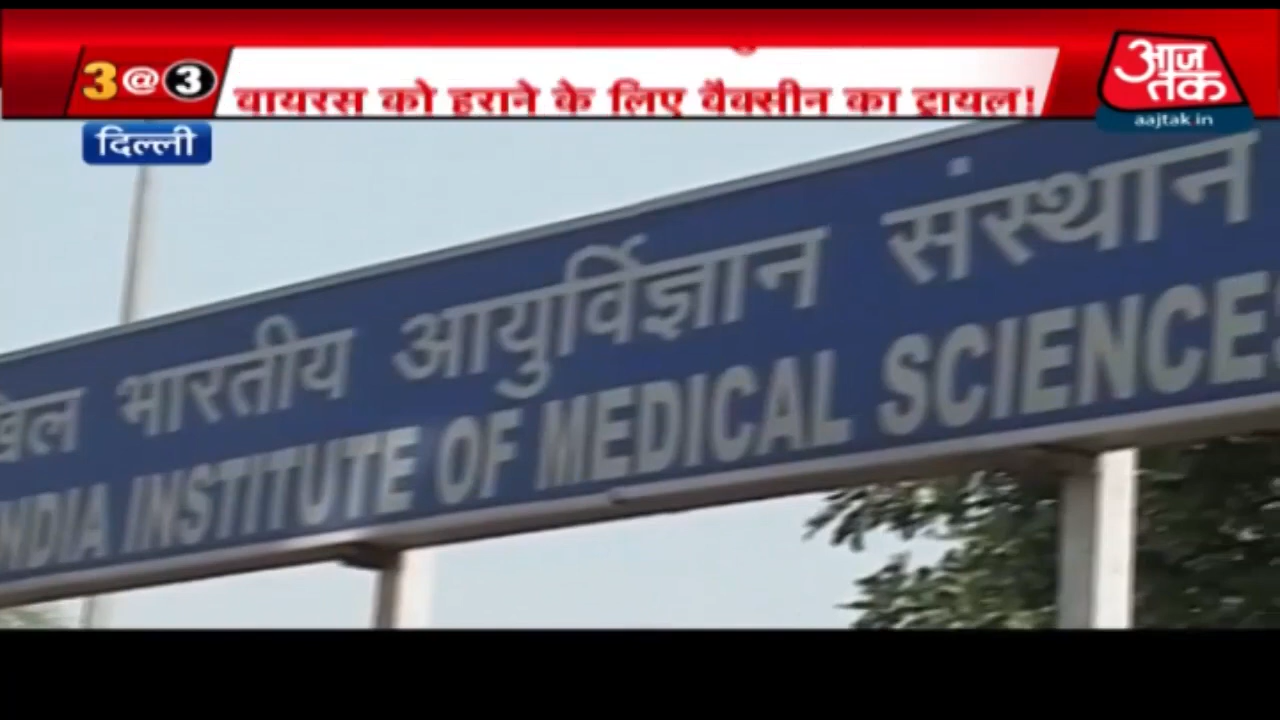 3@3
वायरस को हराने के लिए वैक्सीन का ट्रायल!
आज
तक
aajtak.in
दिल्ली
भारतीय आयुर्विज्ञान संस्थान
INSTITUTE OF MEDICAL SCIENCES